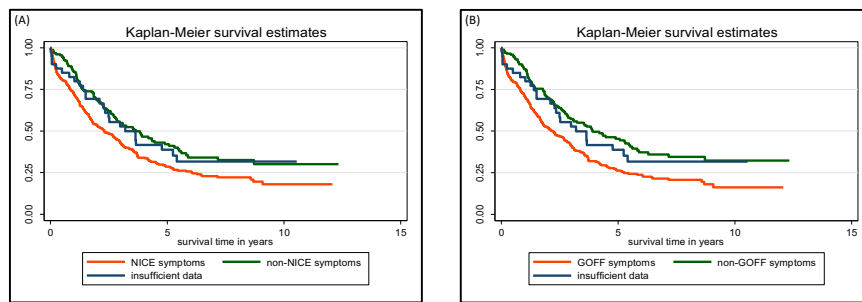 (A)
Kaplan-Meier survival estimates
1.00
0.75
0.50
0.25
0.00
0 5 10 15
survival time in years
NICE symptoms non-NICE symptoms
insufficient data
(B)
Kaplan-Meier survival estimates
1.00
0.75
0.50
0.25
0.00
0 5 10 15
survival time in years
GOFF symptoms non-GOFF symptoms
insufficient data